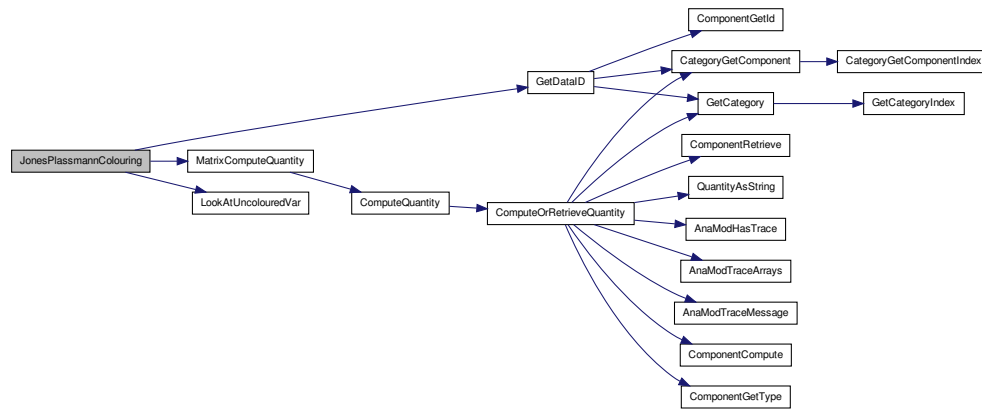 ComponentGetId
CategoryGetComponent
CategoryGetComponentIndex
GetDataID
GetCategory
GetCategoryIndex
ComponentRetrieve
JonesPlassmannColouring
MatrixComputeQuantity
QuantityAsString
LookAtUncolouredVar
ComputeQuantity
ComputeOrRetrieveQuantity
AnaModHasTrace
AnaModTraceArrays
AnaModTraceMessage
ComponentCompute
ComponentGetType